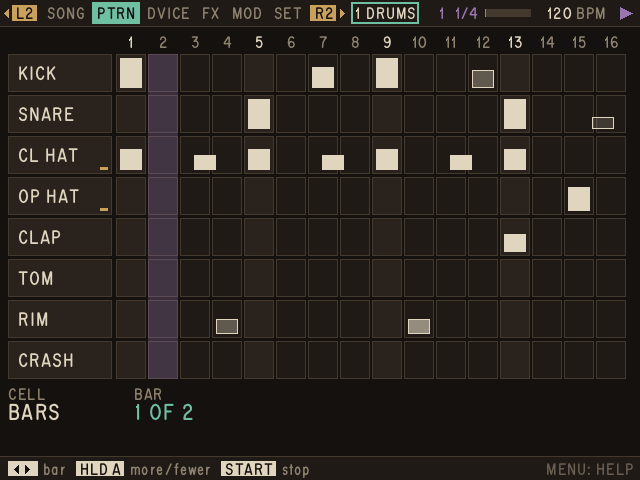 L2 SONG PTRN DVICE FX MOD SET R2 1 DRUMS 1 1/4 120 BPM
1 2 3 4 5 6 7 8 9 10 11 12 13 14 15 16
KICK
SNARE
CL HAT
OP HAT
CLAP
TOM
RIM
CRASH
CELL BAR
BARS 1 OF 2
bar HLD A more/fewer START stop MENU: HELP